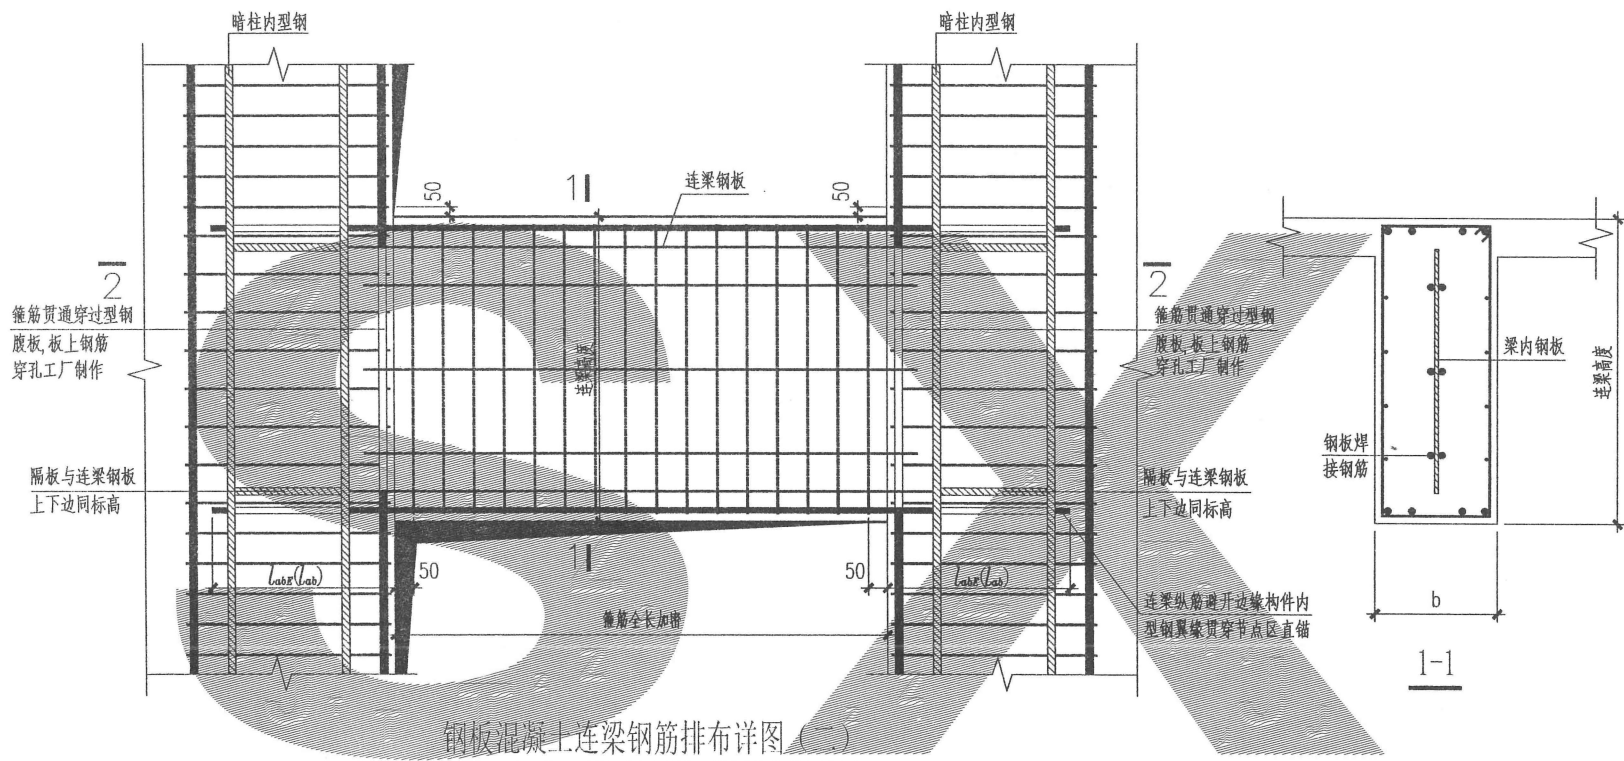 暗柱内型钢
暗柱内型钢
50
1
连梁钢板
50
2
2
箍筋贯通穿过型钢
腹板,板上钢筋
穿孔工厂制作
连梁高度
箍筋贯通穿过型钢
腹板,板上钢筋
穿孔工厂制作
梁内钢板
连梁高度
隔板与连梁钢板
上下边同标高
隔板与连梁钢板
上下边同标高
钢板焊
接钢筋
labE(lab)
50
1
50
labE(lab)
箍筋全长加密
连梁纵筋避开边缘构件内
型钢翼缘贯穿节点区直锚
b
1-1
钢板混凝土连梁钢筋排布详图(二)
SX